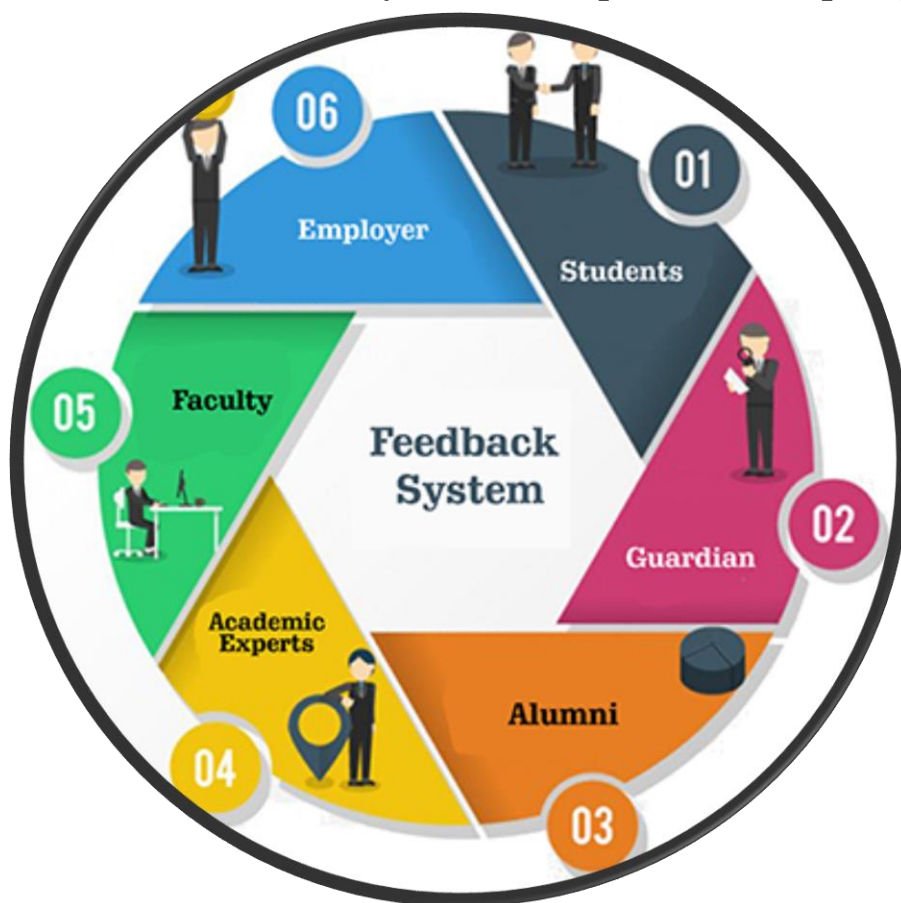 06
01
Employer
Students
Faculty
05
Feedback
System
02
Guardian
Academic
Experts
Alumni
04
03